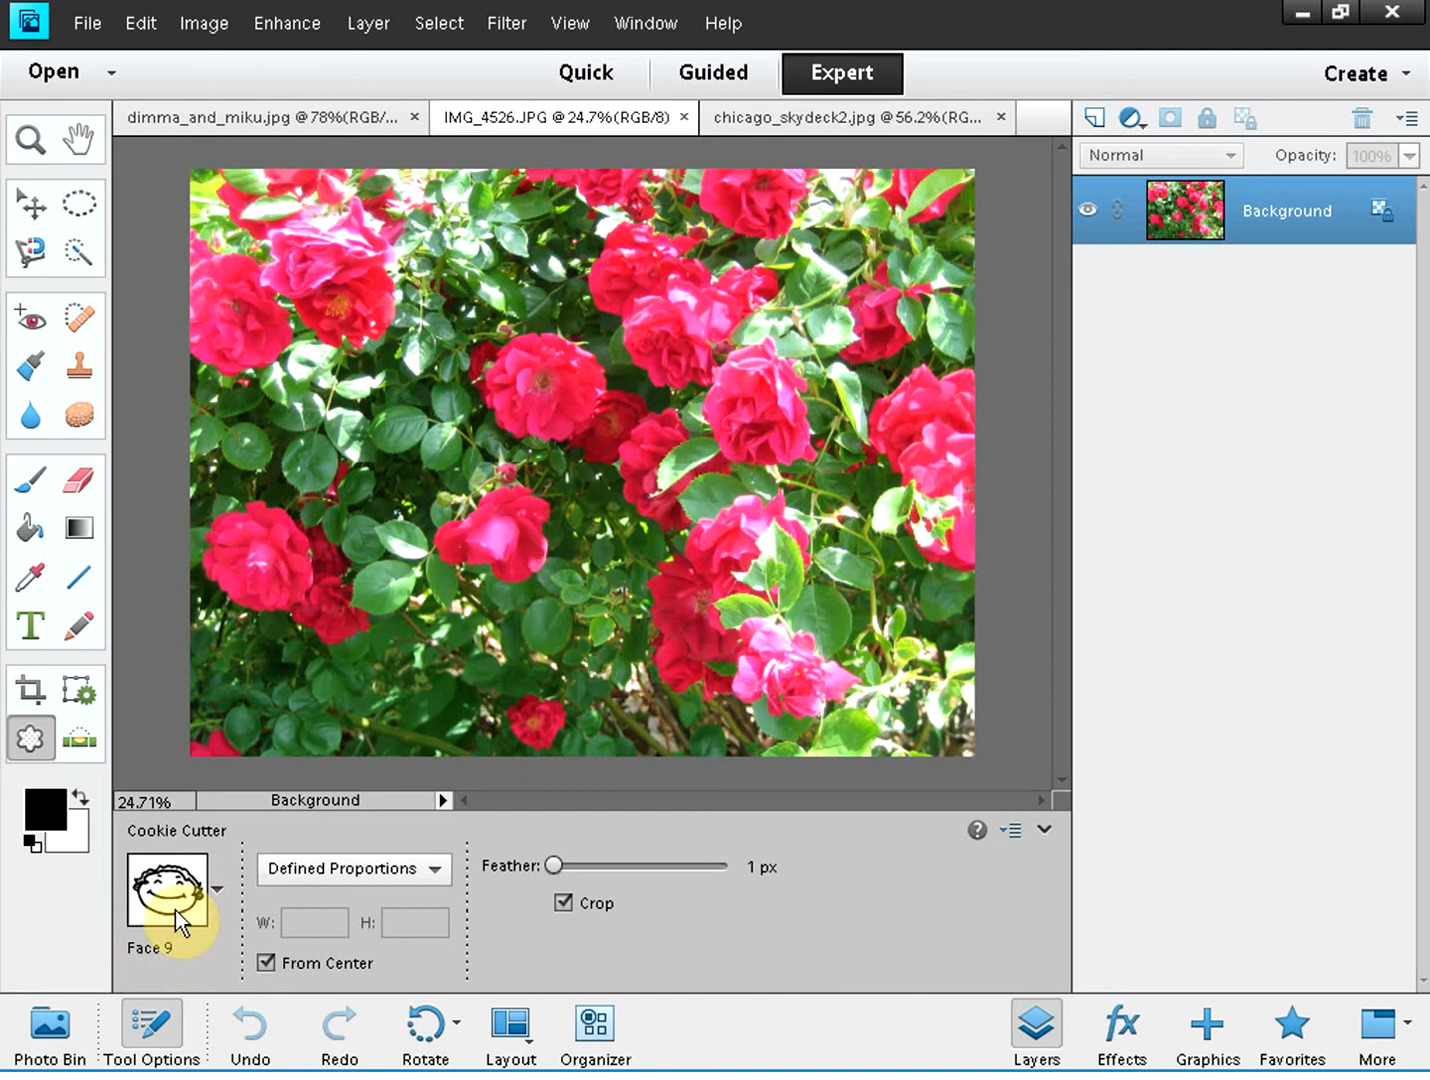 File Edit Image Enhance Layer Select Filter View Window Help
Open Quick Guided Expert Create
dimma_and_miku.jpg @ 78%(RGB/... IMG_4526.JPG @ 24.7%(RGB/8) chicago_skydeck2.jpg @ 56.2%(RG...
Normal Opacity: 100%
Background
T
24.71% Background
Cookie Cutter
Defined Proportions Feather: 1 px
Crop
W: H:
Face 9
From Center
fx
Photo Bin Tool Options Undo Redo Rotate Layout Organizer Layers Effects Graphics Favorites More